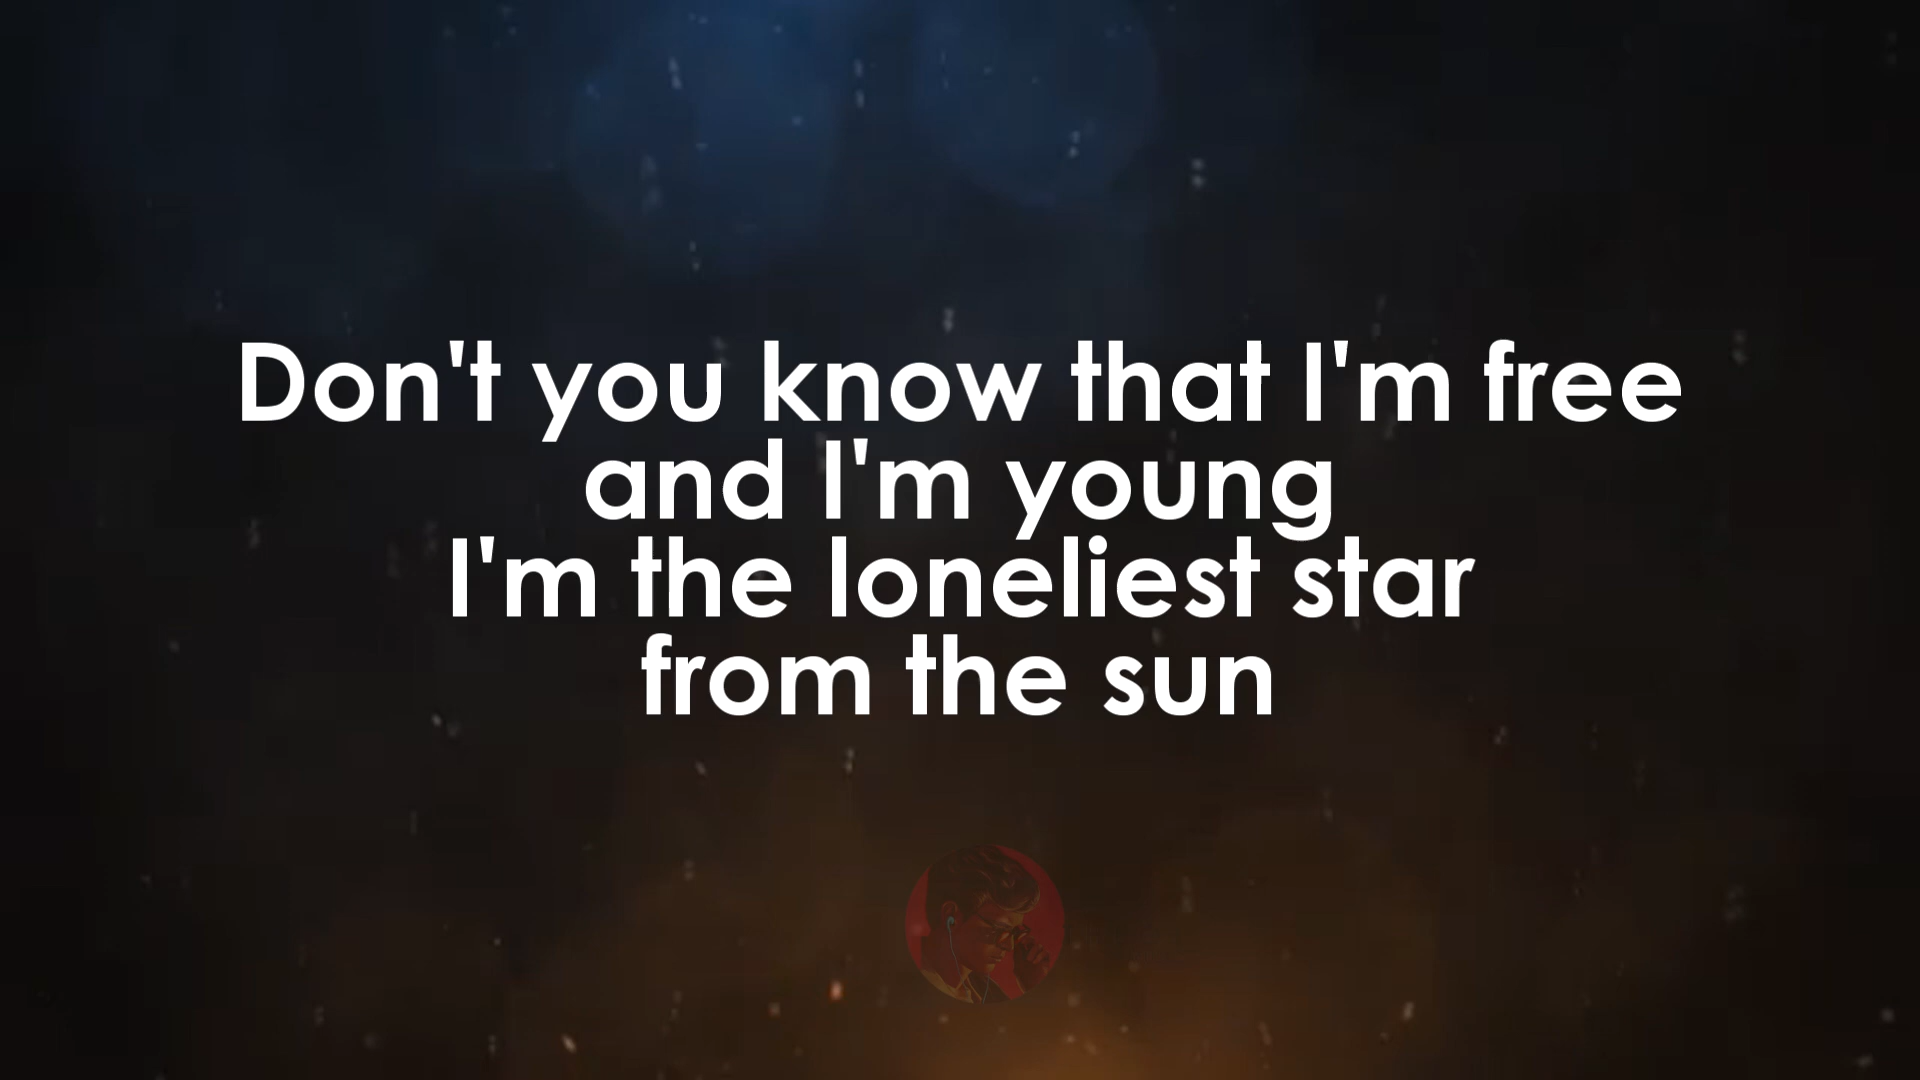 Don't you know that I'm free
and I'm young
I'm the loneliest star
from the sun